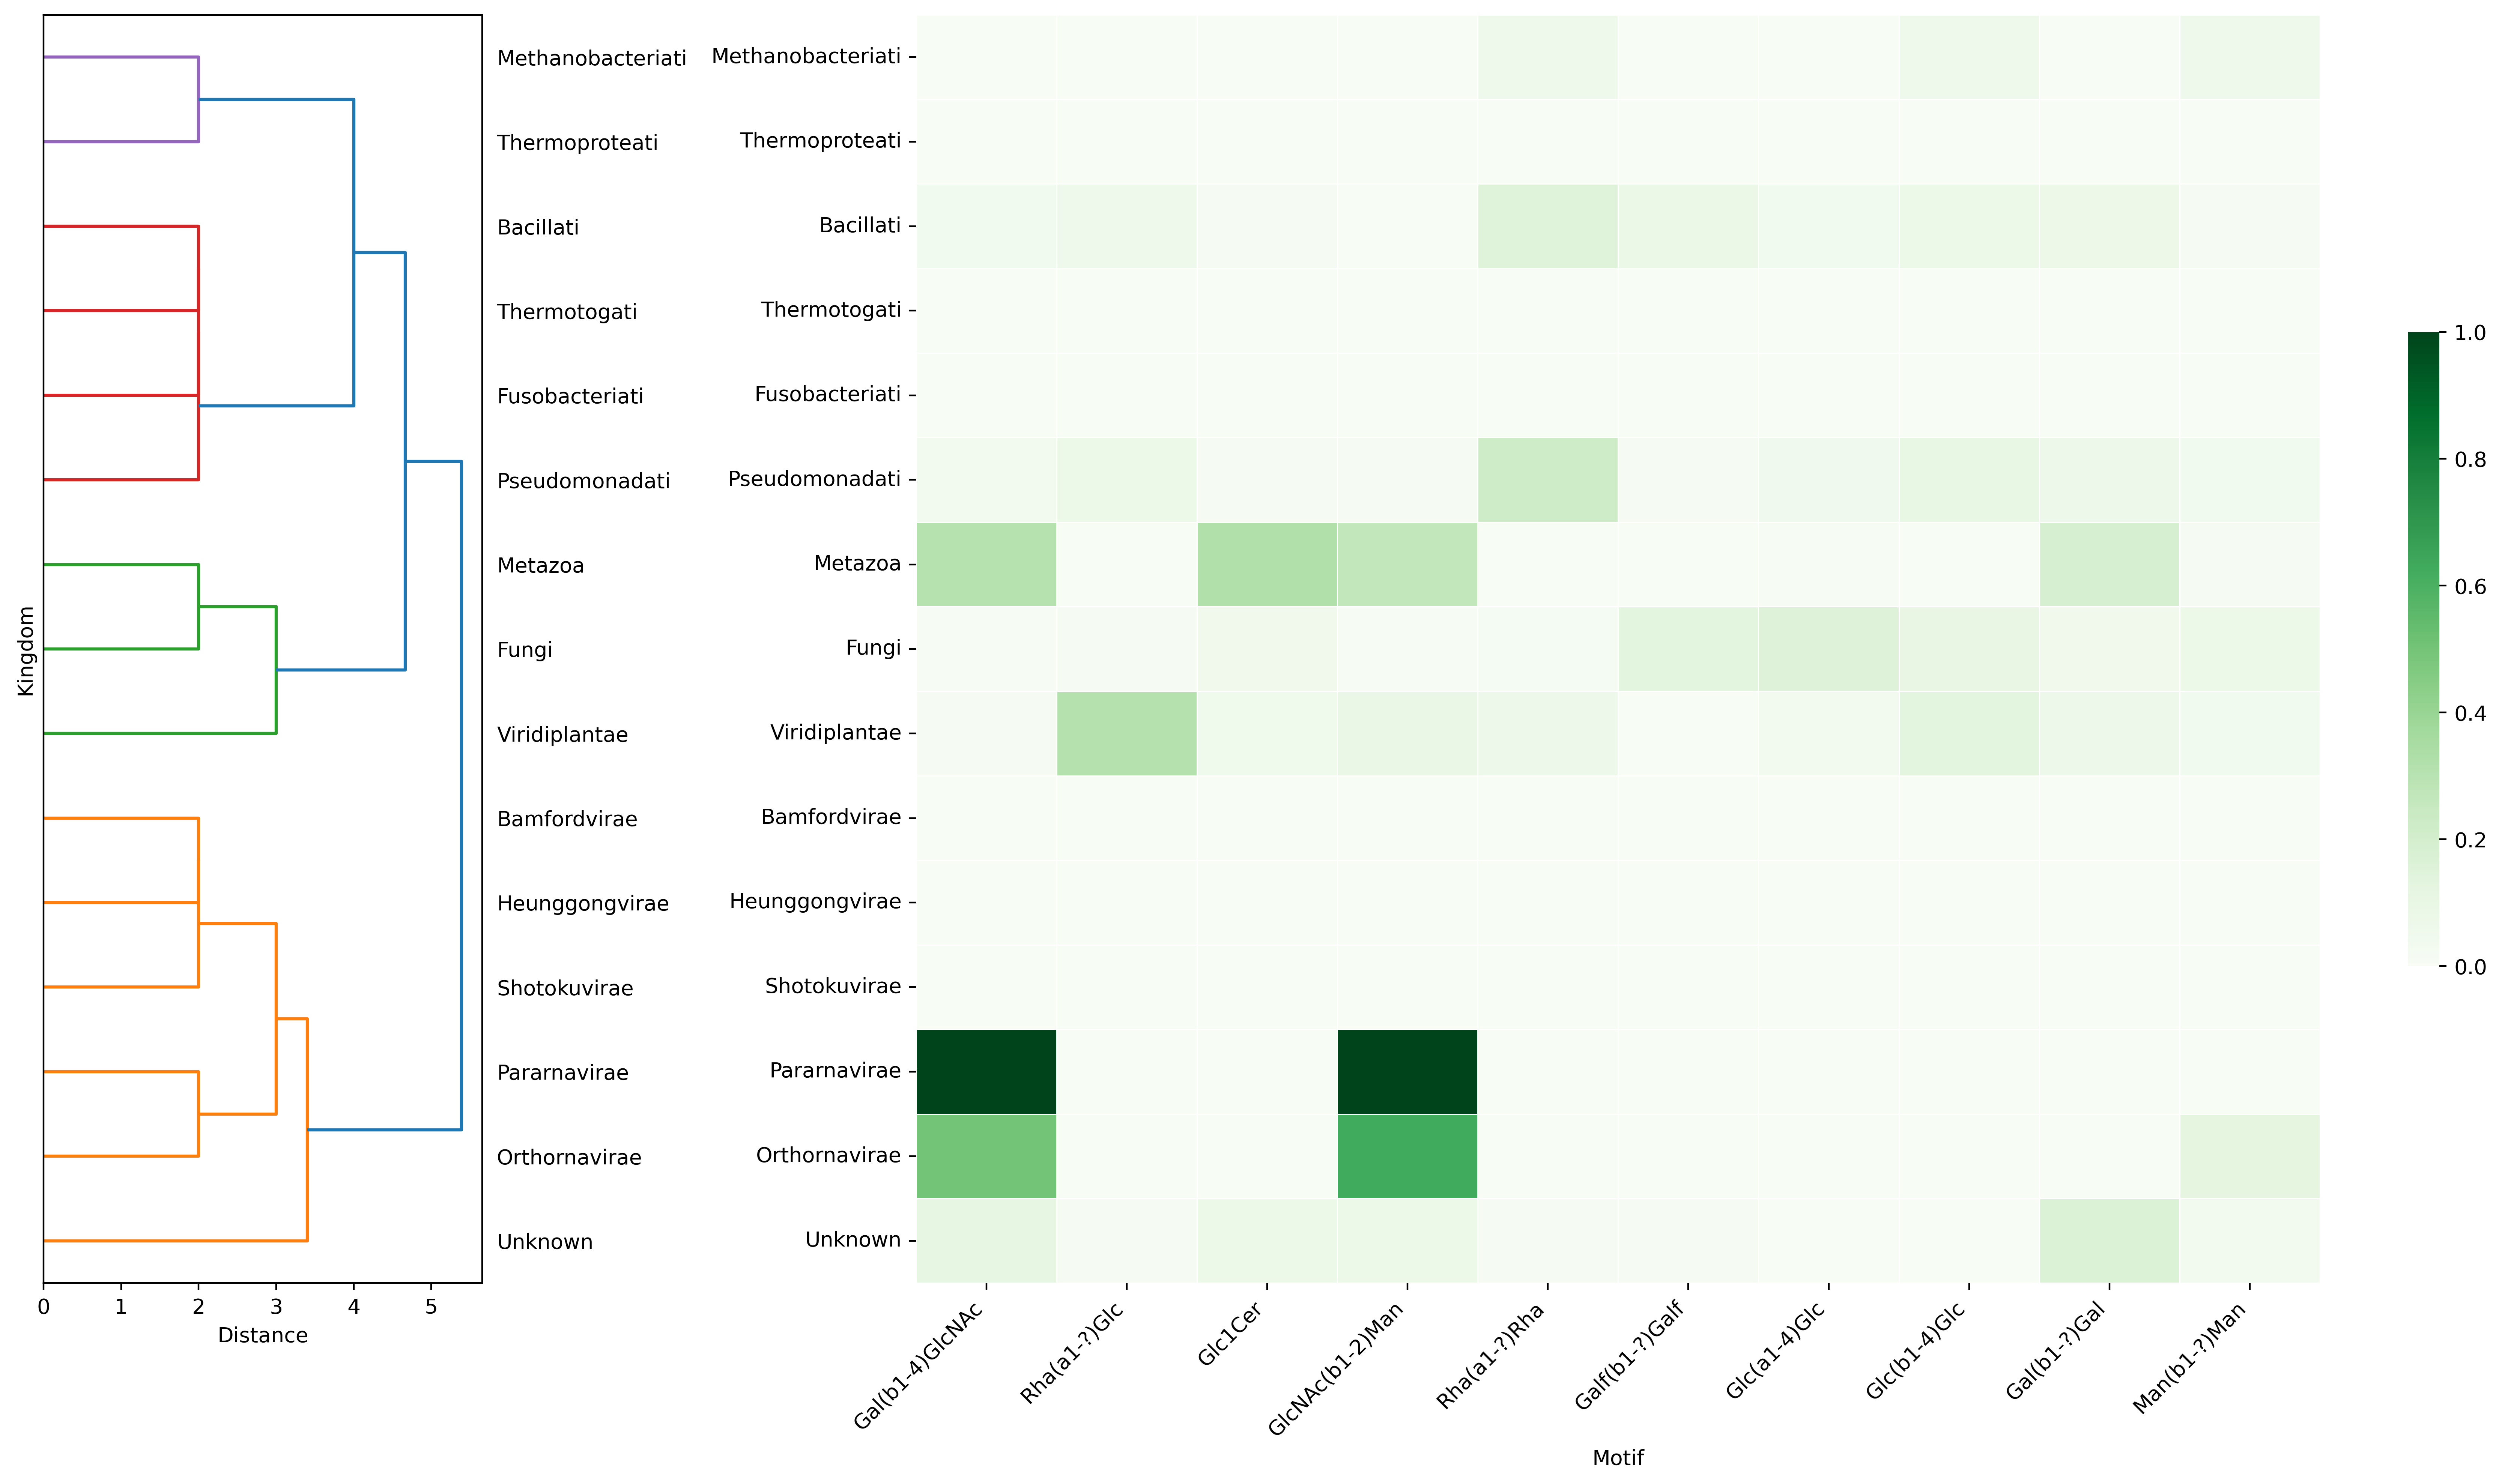 Kingdom
Methanobacteriati
Thermoproteati
Bacillati
Thermotogati
Fusobacteriati
Pseudomonadati
Metazoa
Fungi
Viridiplantae
Bamfordvirae
Heunggongvirae
Shotokuvirae
Pararnavirae
Orthornavirae
Unknown
0 1 2 3 4 5
Distance
Methanobacteriati
Thermoproteati
Bacillati
Thermotogati
Fusobacteriati
Pseudomonadati
Metazoa
Fungi
Viridiplantae
Bamfordvirae
Heunggongvirae
Shotokuvirae
Pararnavirae
Orthornavirae
Unknown
Gal(b1-4)GlcNAc
Rha(a1-?)Glc
Glc1Cer
GlcNAc(b1-2)Man
Rha(a1-?)Rha
Galf(b1-?)Galf
Glc(a1-4)Glc
Glc(b1-4)Glc
Gal(b1-?)Gal
Man(b1-?)Man
Motif
1.0
0.8
0.6
0.4
0.2
0.0